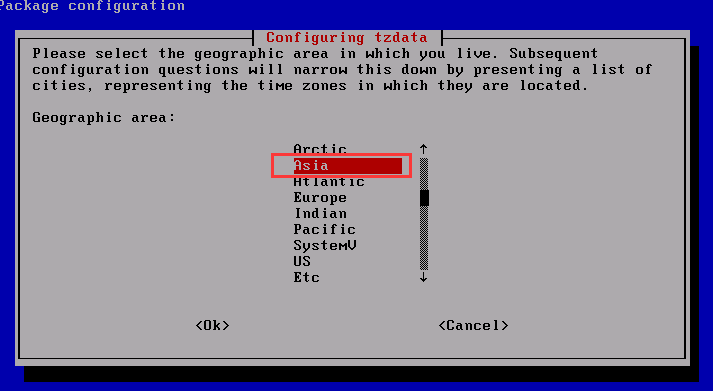 Package configuration
Configuring tzdata
Please select the geographic area in which you live. Subsequent
configuration questions will narrow this down by presenting a list of
cities, representing the time zones in which they are located.
Geographic area:
Arctic
Asia
Atlantic
Europe
Indian
Pacific
SystemV
US
Etc
<Ok> <Cancel>